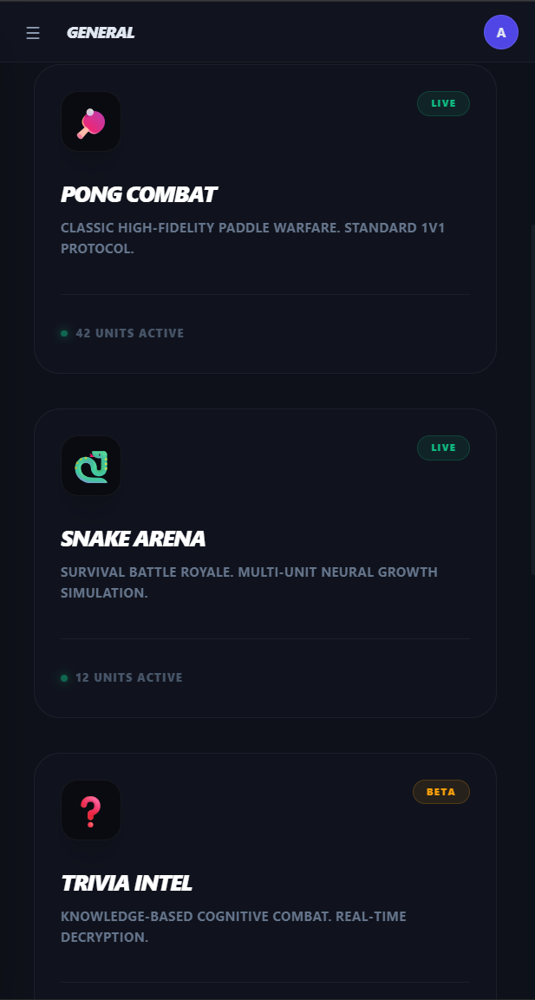 GENERAL
A
LIVE
PONG COMBAT
CLASSIC HIGH-FIDELITY PADDLE WARFARE. STANDARD 1V1
PROTOCOL.
42 UNITS ACTIVE
LIVE
SNAKE ARENA
SURVIVAL BATTLE ROYALE. MULTI-UNIT NEURAL GROWTH
SIMULATION.
12 UNITS ACTIVE
BETA
TRIVIA INTEL
KNOWLEDGE-BASED COGNITIVE COMBAT. REAL-TIME
DECRYPTION.